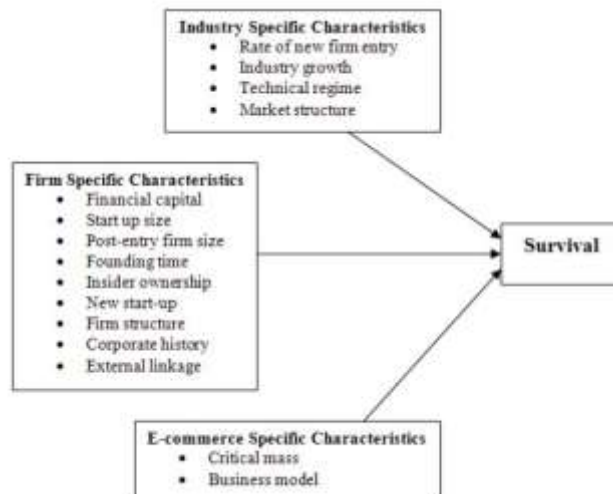 Industry Specific Characteristics
• Rate of new firm entry
• Industry growth
• Technical regime
• Market structure
Firm Specific Characteristics
• Financial capital
• Start up size
• Post-entry firm size
• Founding time
• Insider ownership
• New start-up
• Firm structure
• Corporate history
• External linkage
Survival
E-commerce Specific Characteristics
• Critical mass
• Business model